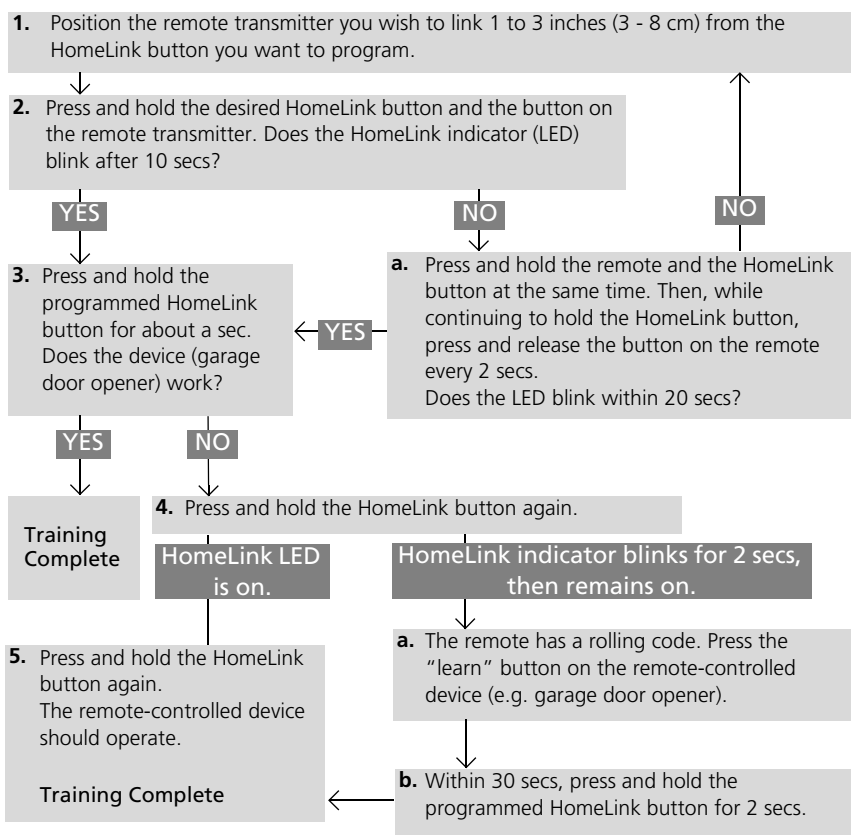 1. Position the remote transmitter you wish to link 1 to 3 inches (3 - 8 cm) from the
HomeLink button you want to program.
2. Press and hold the desired HomeLink button and the button on
the remote transmitter. Does the HomeLink indicator (LED)
blink after 10 secs?
YES
NO
NO
3. Press and hold the
programmed HomeLink
button for about a sec.
Does the device (garage
door opener) work?
YES
a. Press and hold the remote and the HomeLink
button at the same time. Then, while
continuing to hold the HomeLink button,
press and release the button on the remote
every 2 secs.
Does the LED blink within 20 secs?
YES
NO
Training
Complete
4. Press and hold the HomeLink button again.
HomeLink LED
is on.
HomeLink indicator blinks for 2 secs,
then remains on.
5. Press and hold the HomeLink
button again.
The remote-controlled device
should operate.
Training Complete
a. The remote has a rolling code. Press the
“learn” button on the remote-controlled
device (e.g. garage door opener).
b. Within 30 secs, press and hold the
programmed HomeLink button for 2 secs.